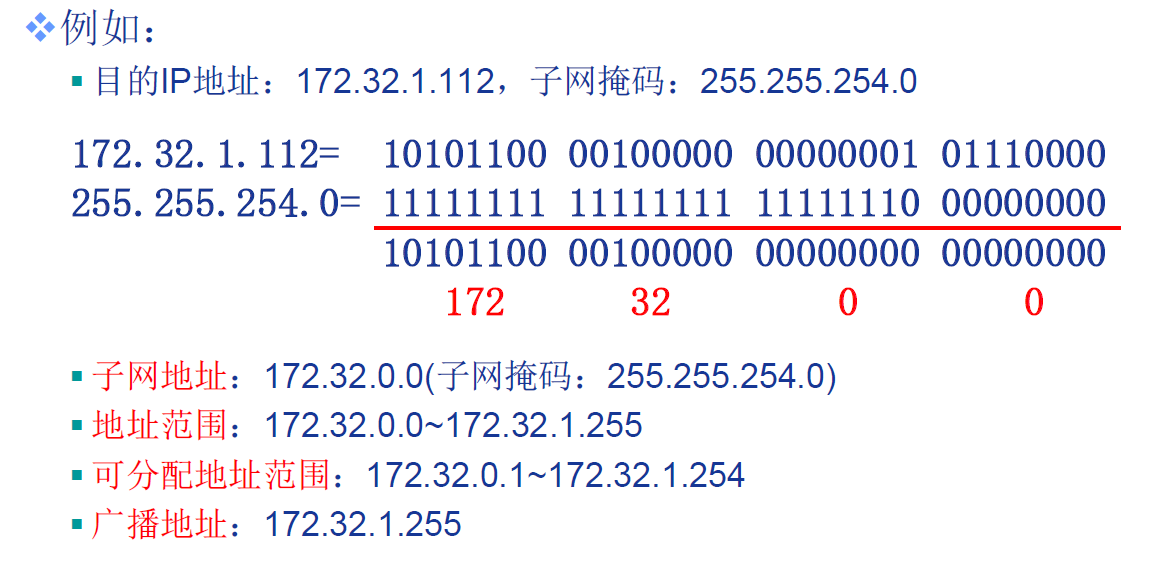 例如：
目的IP地址：172.32.1.112，子网掩码：255.255.254.0
172.32.1.112= 10101100 00100000 00000001 01110000
255.255.254.0= 11111111 11111111 11111110 00000000
10101100 00100000 00000000 00000000
172 32 0 0
子网地址：172.32.0.0(子网掩码：255.255.254.0)
地址范围：172.32.0.0~172.32.1.255
可分配地址范围：172.32.0.1~172.32.1.254
广播地址：172.32.1.255